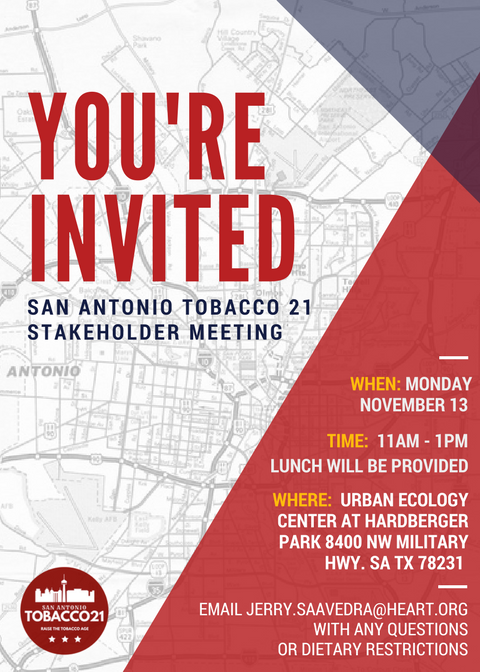 YOU'RE
INVITED
SAN ANTONIO TOBACCO 21
STAKEHOLDER MEETING
ANTONIO
WHEN: MONDAY
NOVEMBER 13
TIME: 11AM - 1PM
LUNCH WILL BE PROVIDED
WHERE: URBAN ECOLOGY
CENTER AT HARDBERGER
PARK 8400 NW MILITARY
HWY. SA TX 78231
EMAIL JERRY.SAAVEDRA@HEART.ORG
WITH ANY QUESTIONS
OR DIETARY RESTRICTIONS
SAN ANTONIO
TOBACCO21
RAISE THE TOBACCO AGE